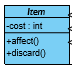 Item
-cost : int
+affect()
+discard()